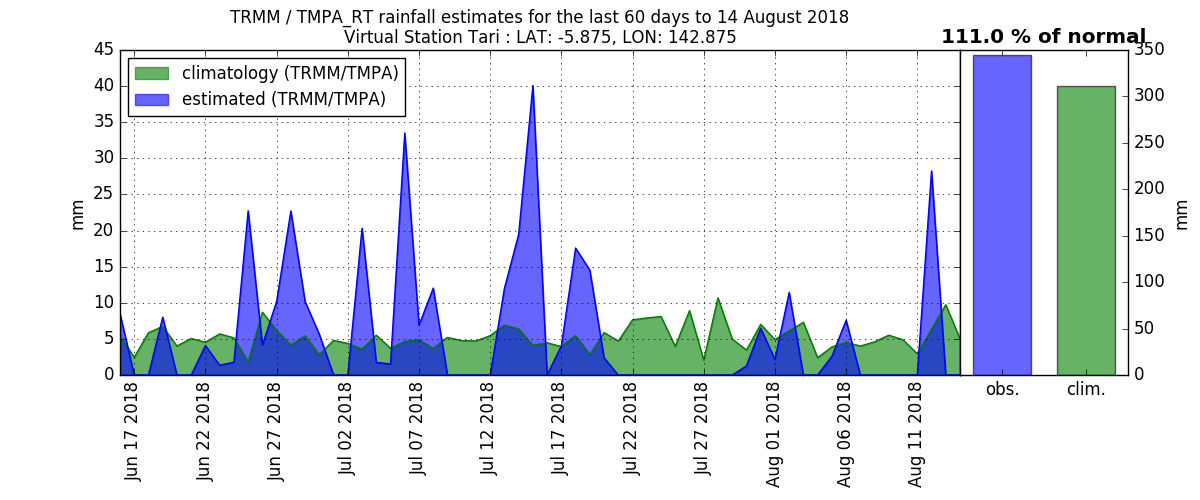 TRMM / TMPA_RT rainfall estimates for the last 60 days to 14 August 2018
Virtual Station Tari : LAT: -5.875, LON: 142.875
111.0 % of normal
climatology (TRMM/TMPA)
estimated (TRMM/TMPA)
45
40
35
30
25
20
15
10
5
0
mm
Jun 17 2018
Jun 22 2018
Jun 27 2018
Jul 02 2018
Jul 07 2018
Jul 12 2018
Jul 17 2018
Jul 22 2018
Jul 27 2018
Aug 01 2018
Aug 06 2018
Aug 11 2018
obs.
clim.
350
300
250
200
150
100
50
0
mm